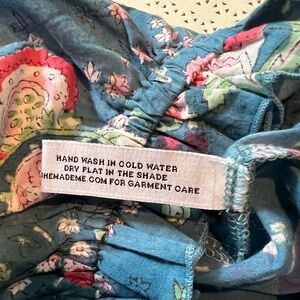 HAND WASH IN COLD WATER
DRY FLAT IN THE SHADE
SHEMADEME.COM FOR GARMENT CARE